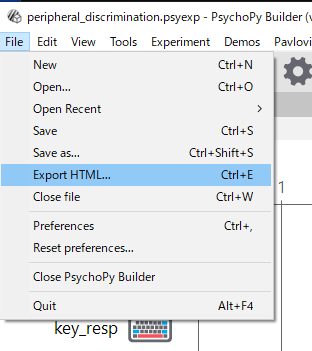 peripheral_discrimination.psyexp - PsychoPy Builder (v
File Edit View Tools Experiment Demos Pavlovi
New Ctrl+N
Open... Ctrl+O
Open Recent
Save Ctrl+S
Save as... Ctrl+Shift+S
Export HTML... Ctrl+E
Close file Ctrl+W
Preferences Ctrl+,
Reset preferences...
Close PsychoPy Builder
Quit Alt+F4
1
key_resp